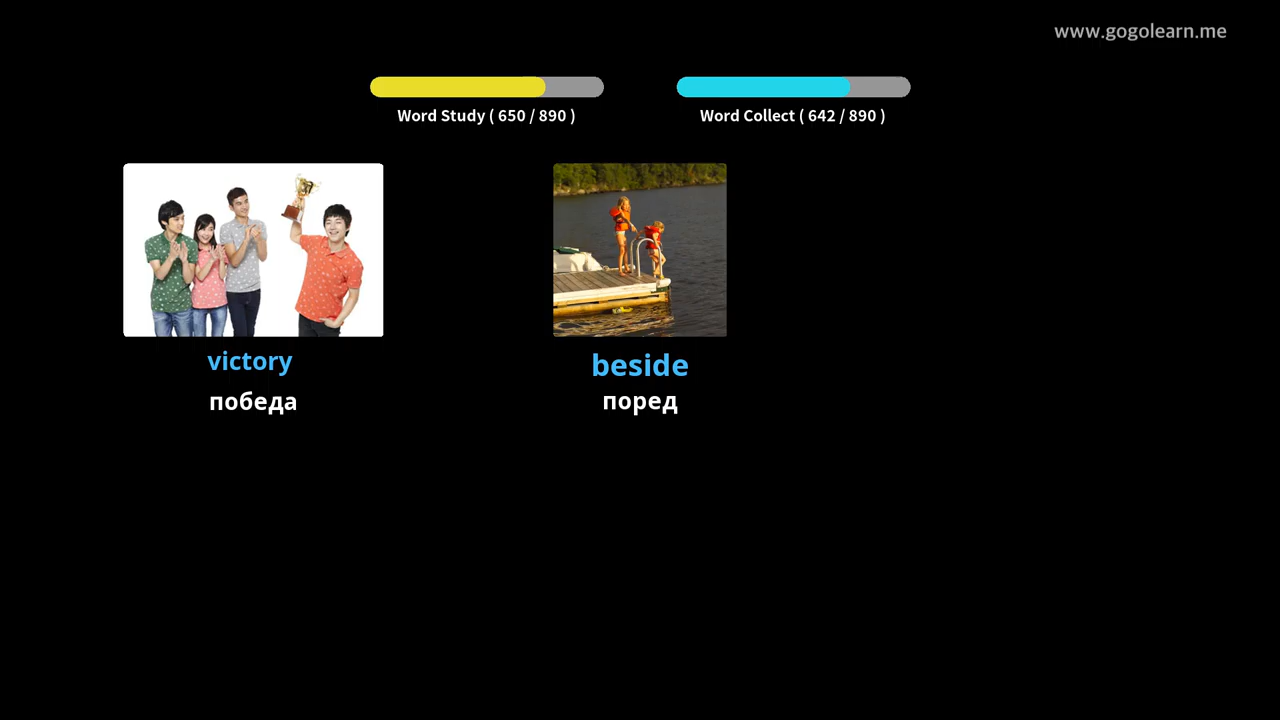 www.gogolearn.me
Word Study ( 650 / 890 )
Word Collect ( 642 / 890 )
victory
победа
beside
поред